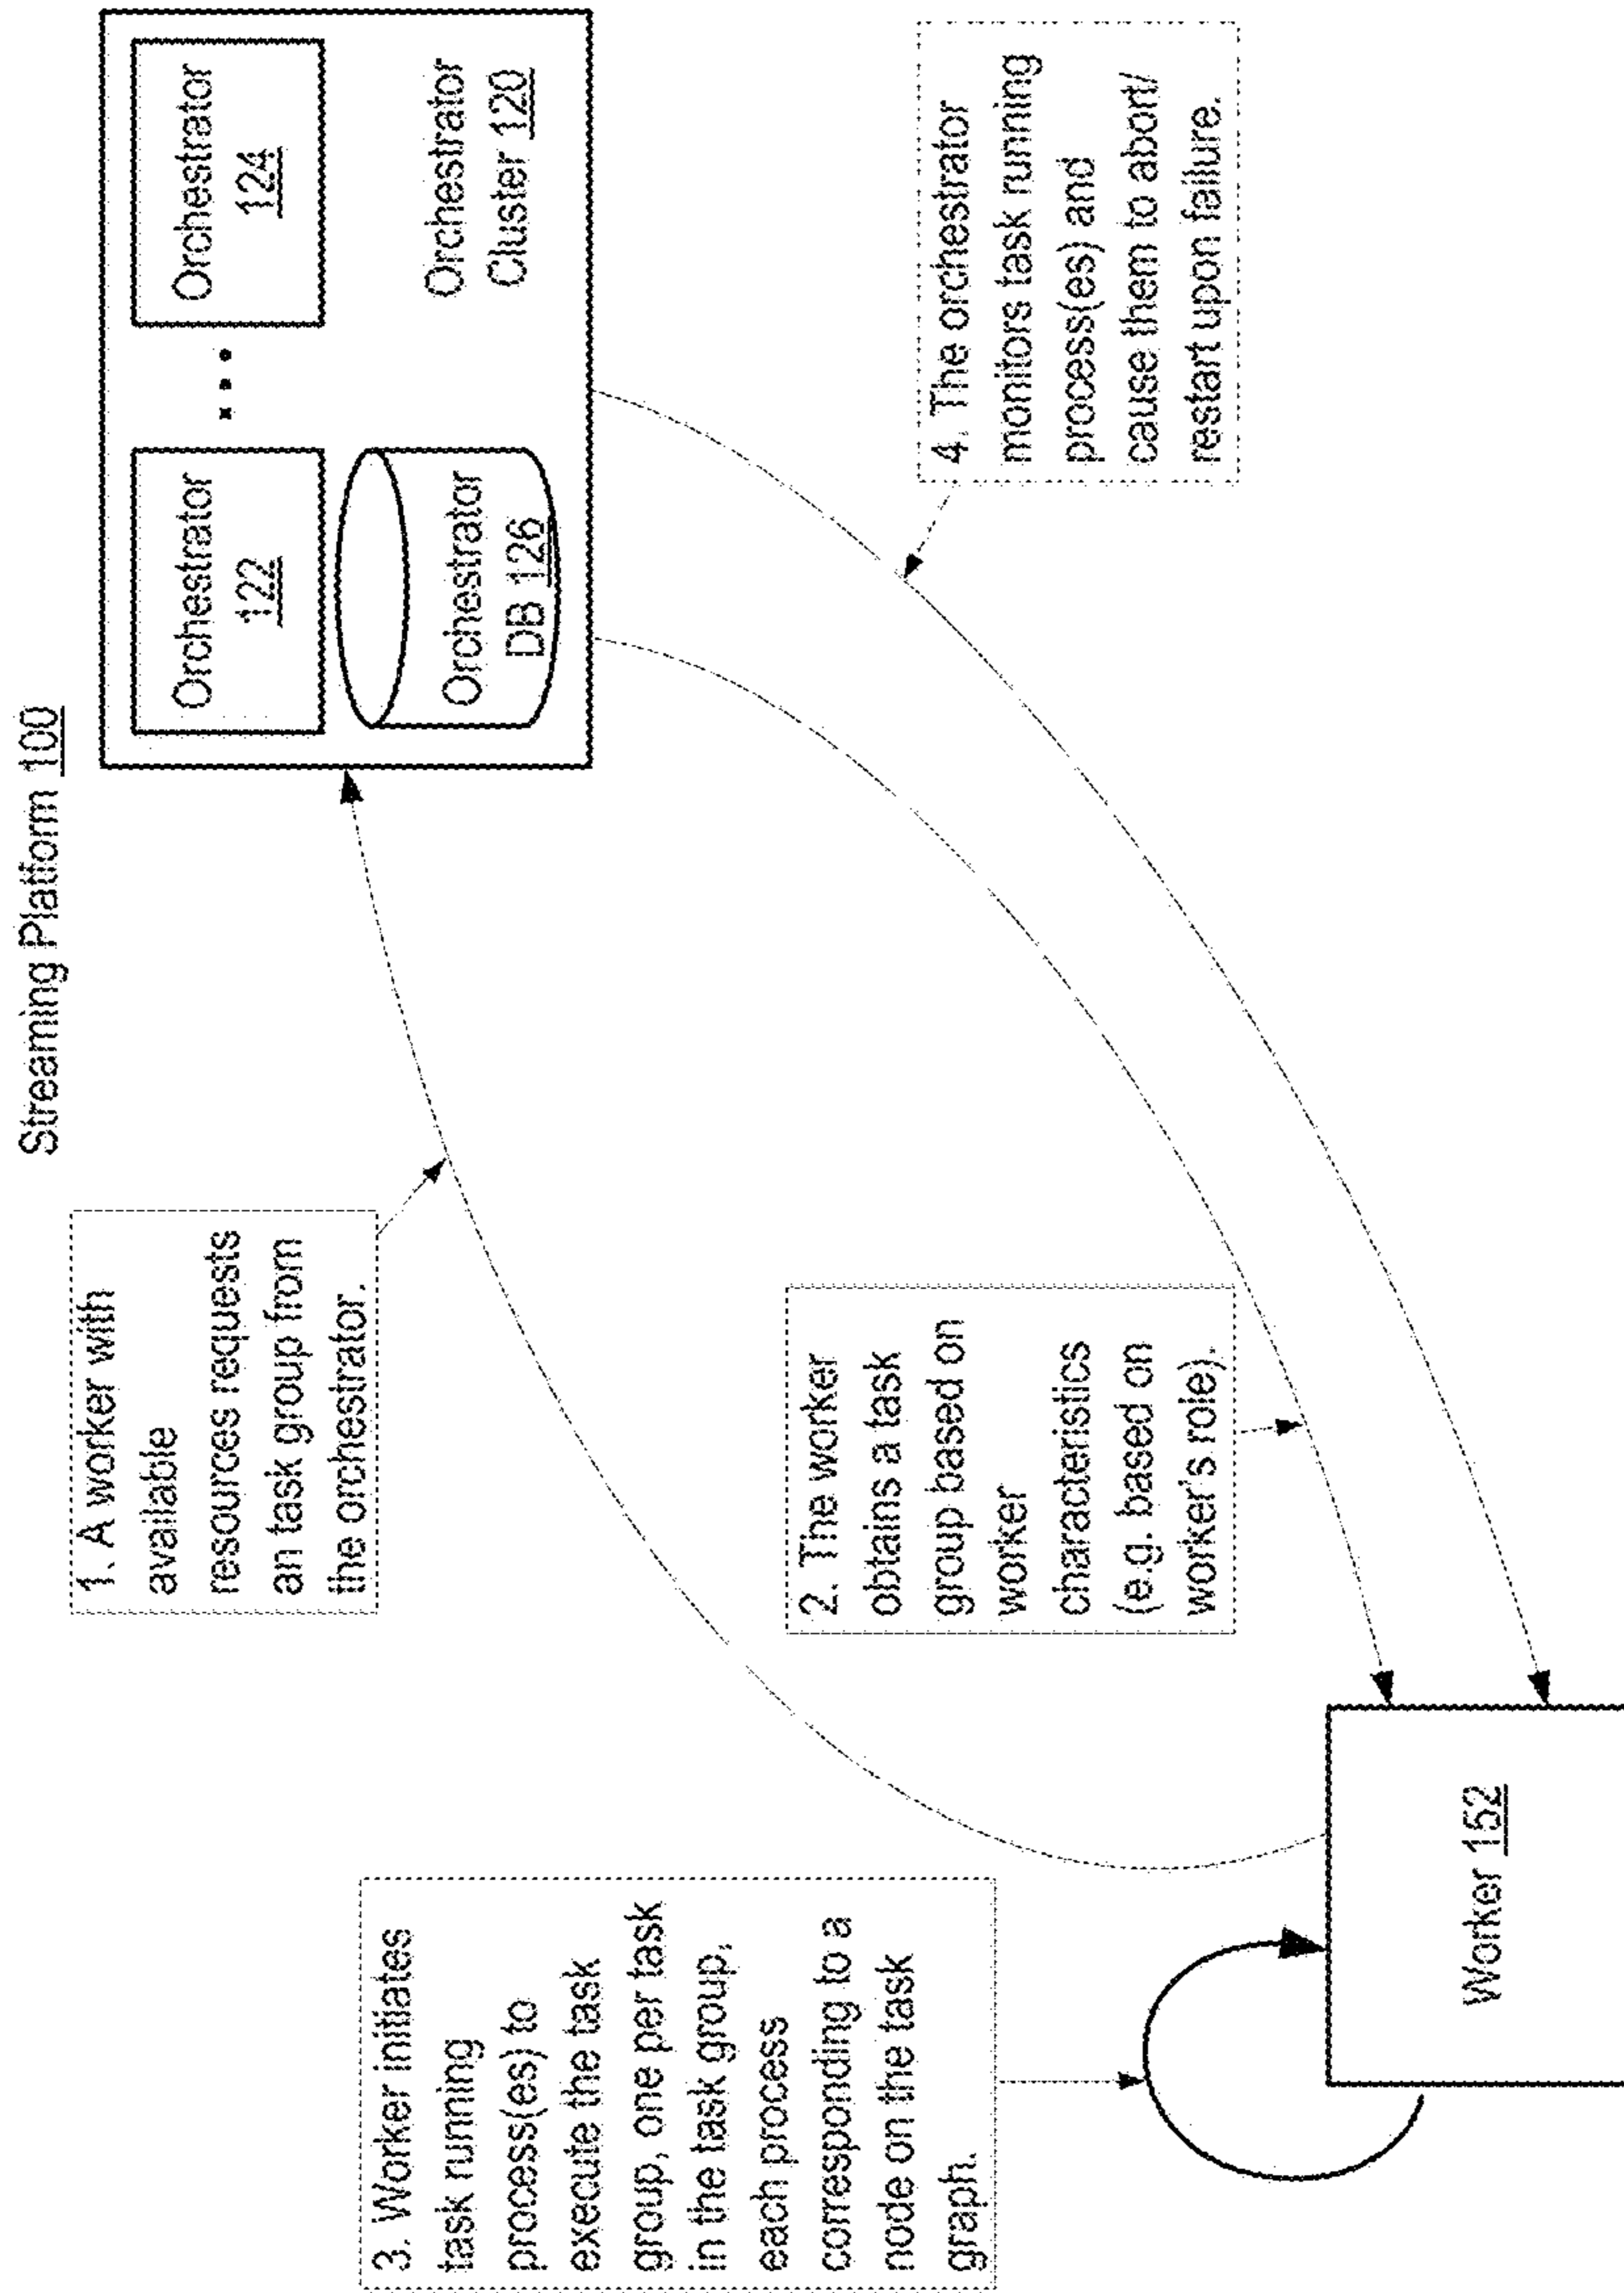 Streaming Platform 100
1. A worker with
available
resources requests
an task group from
the orchestrator.
Orchestrator
122
Orchestrator
124
Orchestrator
DB 126
Orchestrator
Cluster 120
3. Worker initiates
task running
process(es) to
execute the task
group, one per task
in the task group,
each process
corresponding to a
node on the task
graph.
2. The worker
obtains a task
group based on
worker
characteristics
(e.g. based on
worker's role).
4. The orchestrator
monitors task running
process(es) and
cause them to abort/
restart upon failure.
Worker 152